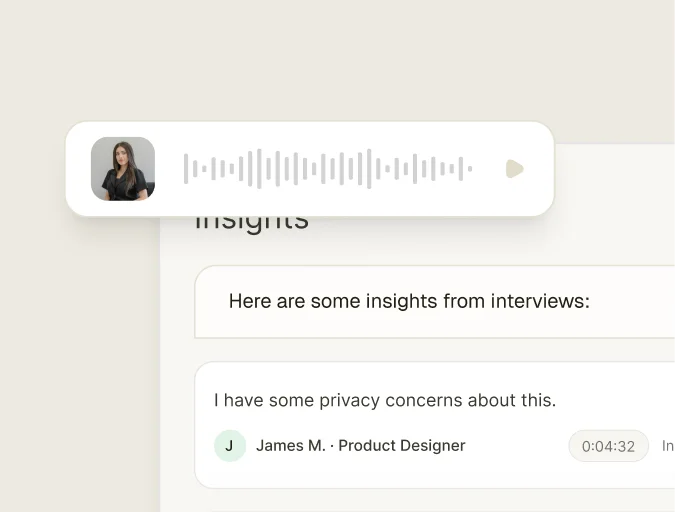 Insights
Here are some insights from interviews:
I have some privacy concerns about this.
J
James M. · Product Designer
0:04:32
In